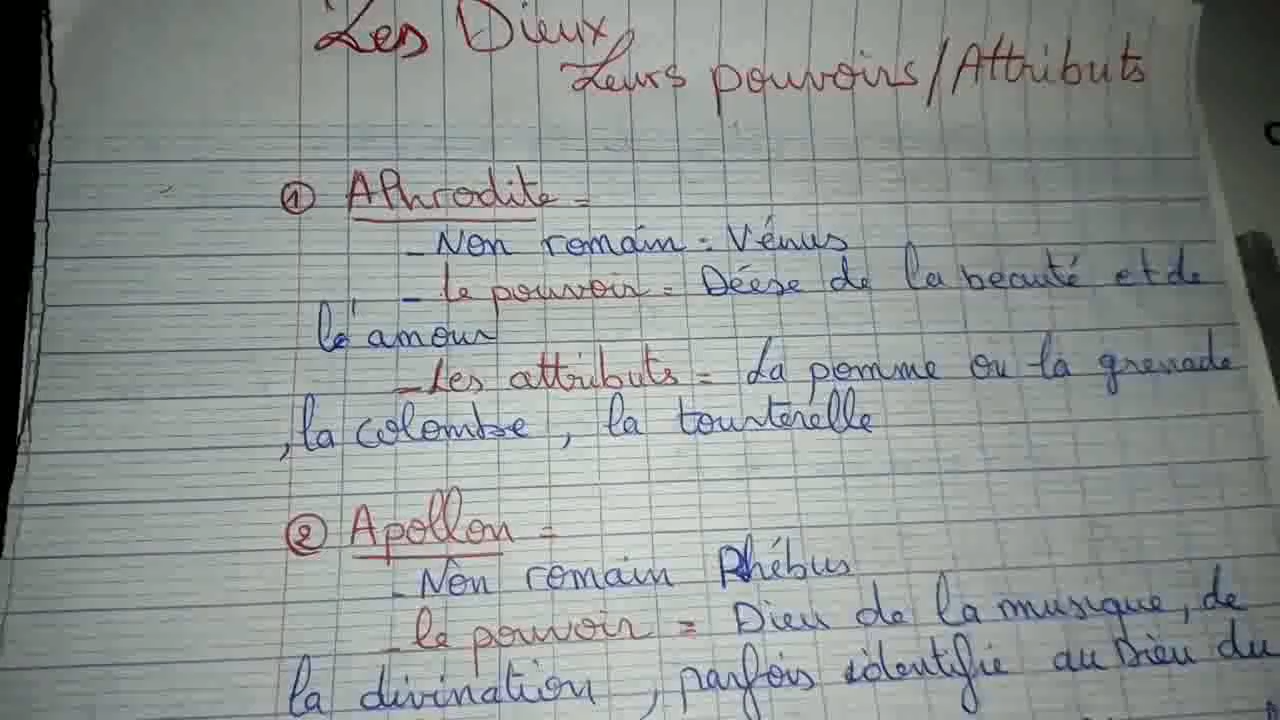 Les Dieux,
Leurs pouvoirs/Attributs
① APhrodite =
- Non romain = Vénus
- le pouvoir = Déese de la beauté et de
le' amour
- Les attributs = La pomme ou la grenade
, la colombe, la tourterelle
② Apollon =
- Non romain Phébus
- le pouvoir = Dieu de la musique, de
la divination, parfois identifie au Dieu du